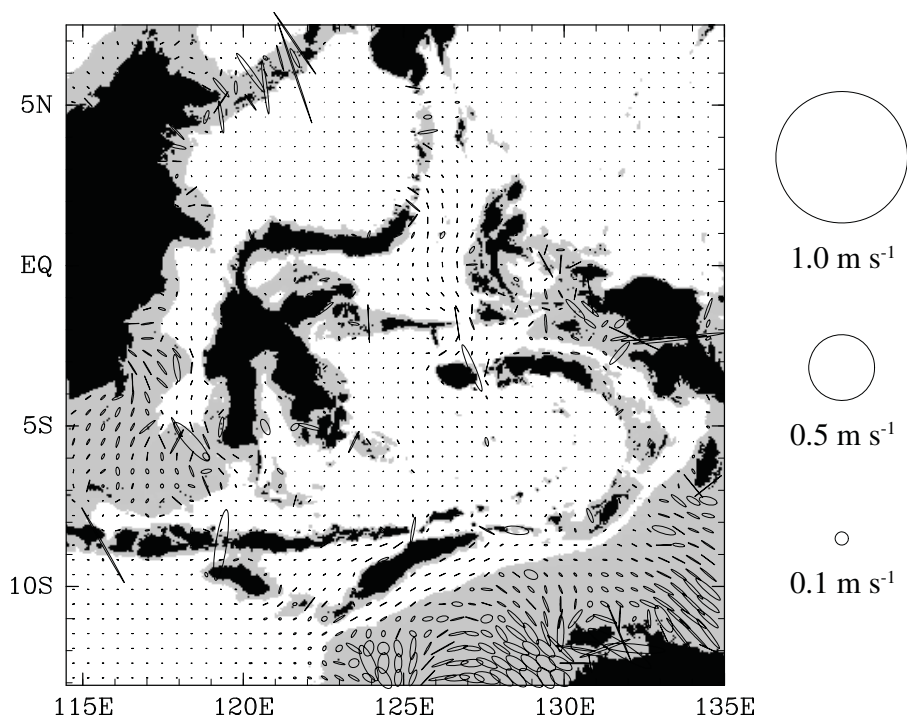 5N
EQ
5S
10S
115E 120E 125E 130E 135E
1.0 m s⁻¹
0.5 m s⁻¹
0.1 m s⁻¹